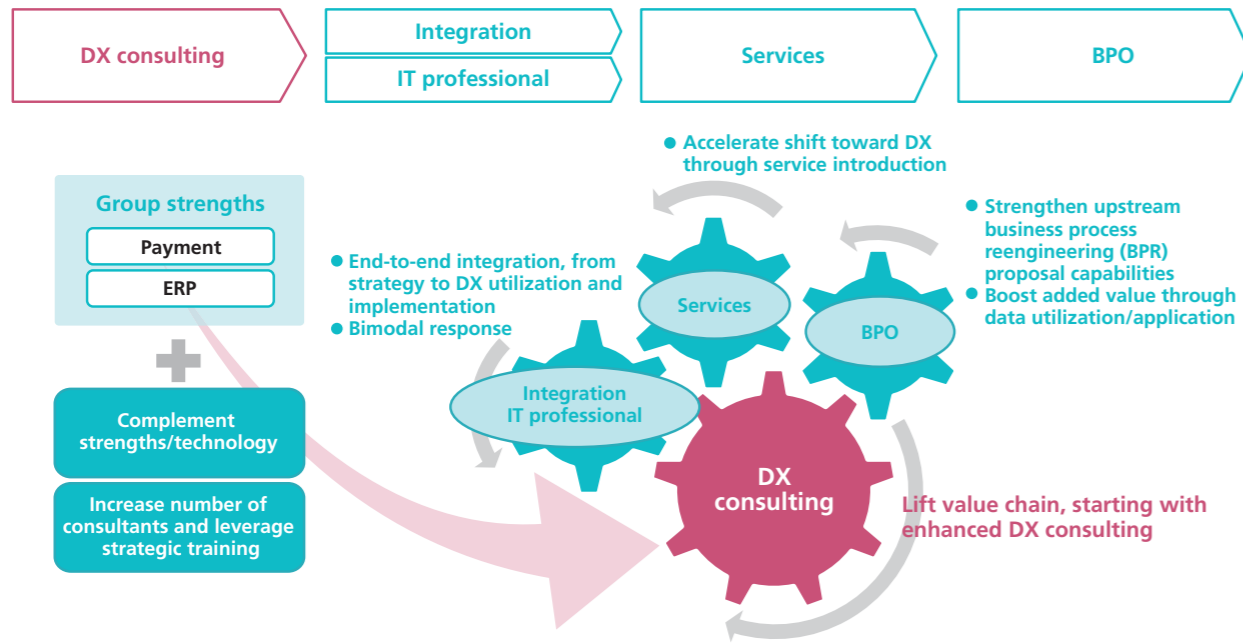 DX consulting
Integration
IT professional
Services
BPO
● Accelerate shift toward DX
through service introduction
Group strengths
Payment
ERP
● Strengthen upstream
business process
reengineering (BPR)
proposal capabilities
● Boost added value through
data utilization/application
● End-to-end integration, from
strategy to DX utilization and
implementation
● Bimodal response
Services
BPO
Integration
IT professional
Complement
strengths/technology
Increase number of
consultants and leverage
strategic training
DX
consulting
Lift value chain, starting with
enhanced DX consulting